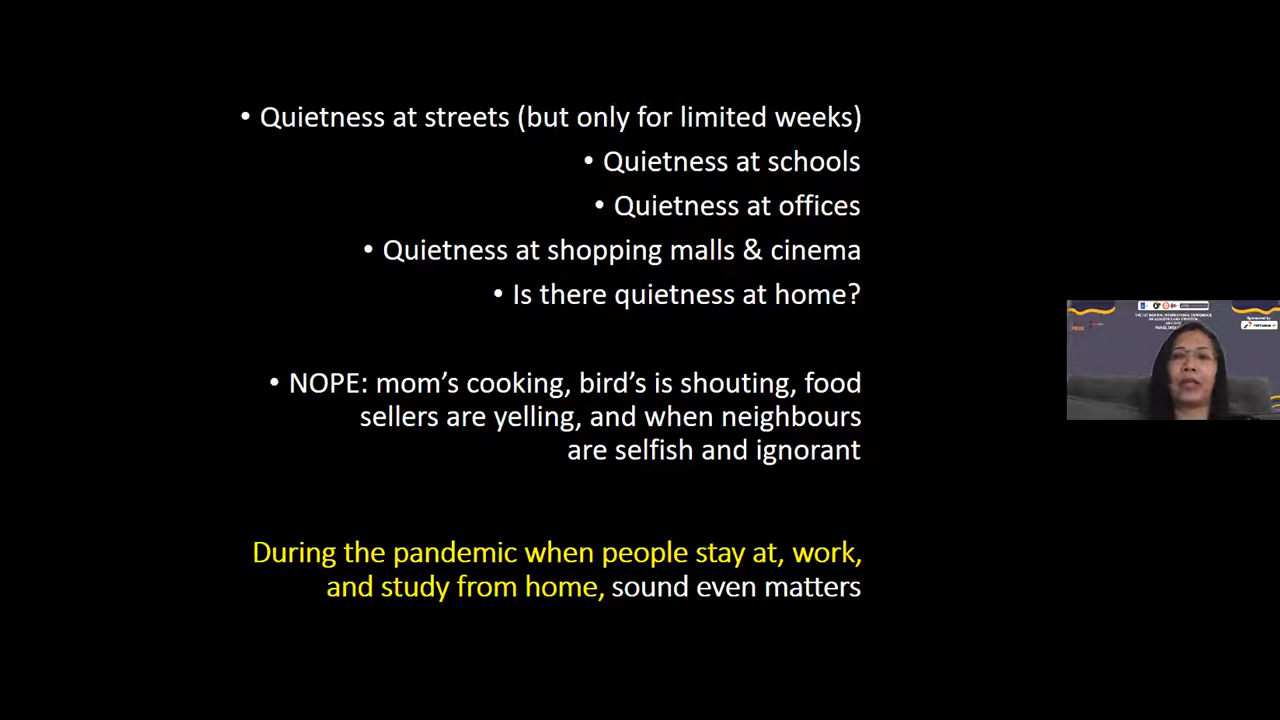 • Quietness at streets (but only for limited weeks)
• Quietness at schools
• Quietness at offices
• Quietness at shopping malls & cinema
• Is there quietness at home?
• NOPE: mom's cooking, bird's is shouting, food
sellers are yelling, and when neighbours
are selfish and ignorant
During the pandemic when people stay at, work,
and study from home, sound even matters
Sponsored by